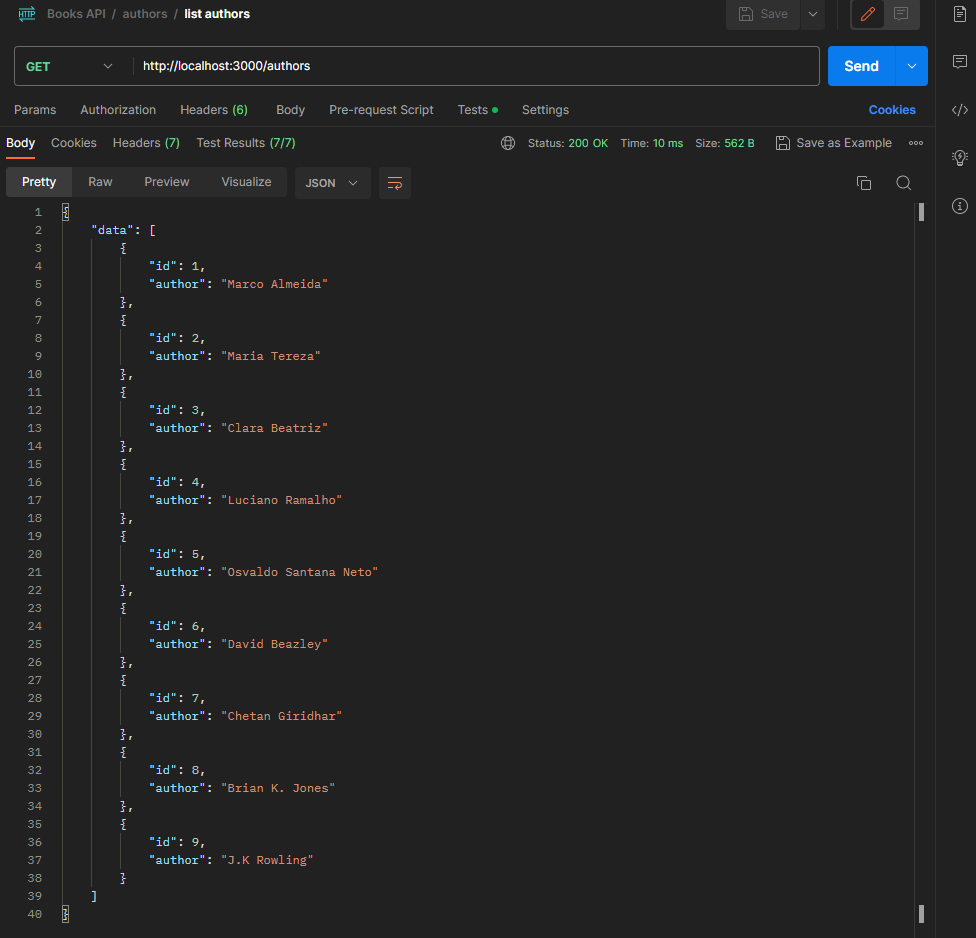 HTTP Books API / authors / list authors Save
GET http://localhost:3000/authors Send
Params Authorization Headers (6) Body Pre-request Script Tests Settings Cookies
Body Cookies Headers (7) Test Results (7/7) Status: 200 OK Time: 10 ms Size: 562 B Save as Example
Pretty Raw Preview Visualize JSON
1 {
2 "data": [
3 {
4 "id": 1,
5 "author": "Marco Almeida"
6 },
7 {
8 "id": 2,
9 "author": "Maria Tereza"
10 },
11 {
12 "id": 3,
13 "author": "Clara Beatriz"
14 },
15 {
16 "id": 4,
17 "author": "Luciano Ramalho"
18 },
19 {
20 "id": 5,
21 "author": "Osvaldo Santana Neto"
22 },
23 {
24 "id": 6,
25 "author": "David Beazley"
26 },
27 {
28 "id": 7,
29 "author": "Chetan Giridhar"
30 },
31 {
32 "id": 8,
33 "author": "Brian K. Jones"
34 },
35 {
36 "id": 9,
37 "author": "J.K Rowling"
38 }
39 ]
40 }